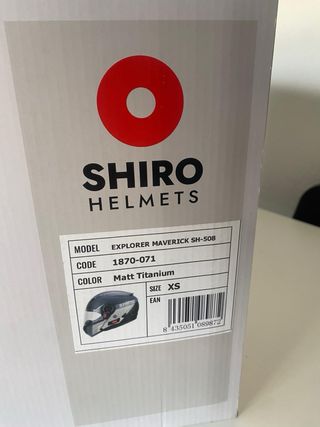 SHIRO
HELMETS
MODEL EXPLORER MAVERICK SH-508
CODE 1870-071
COLOR Matt Titanium
SIZE XS
EAN
8 435051 089872